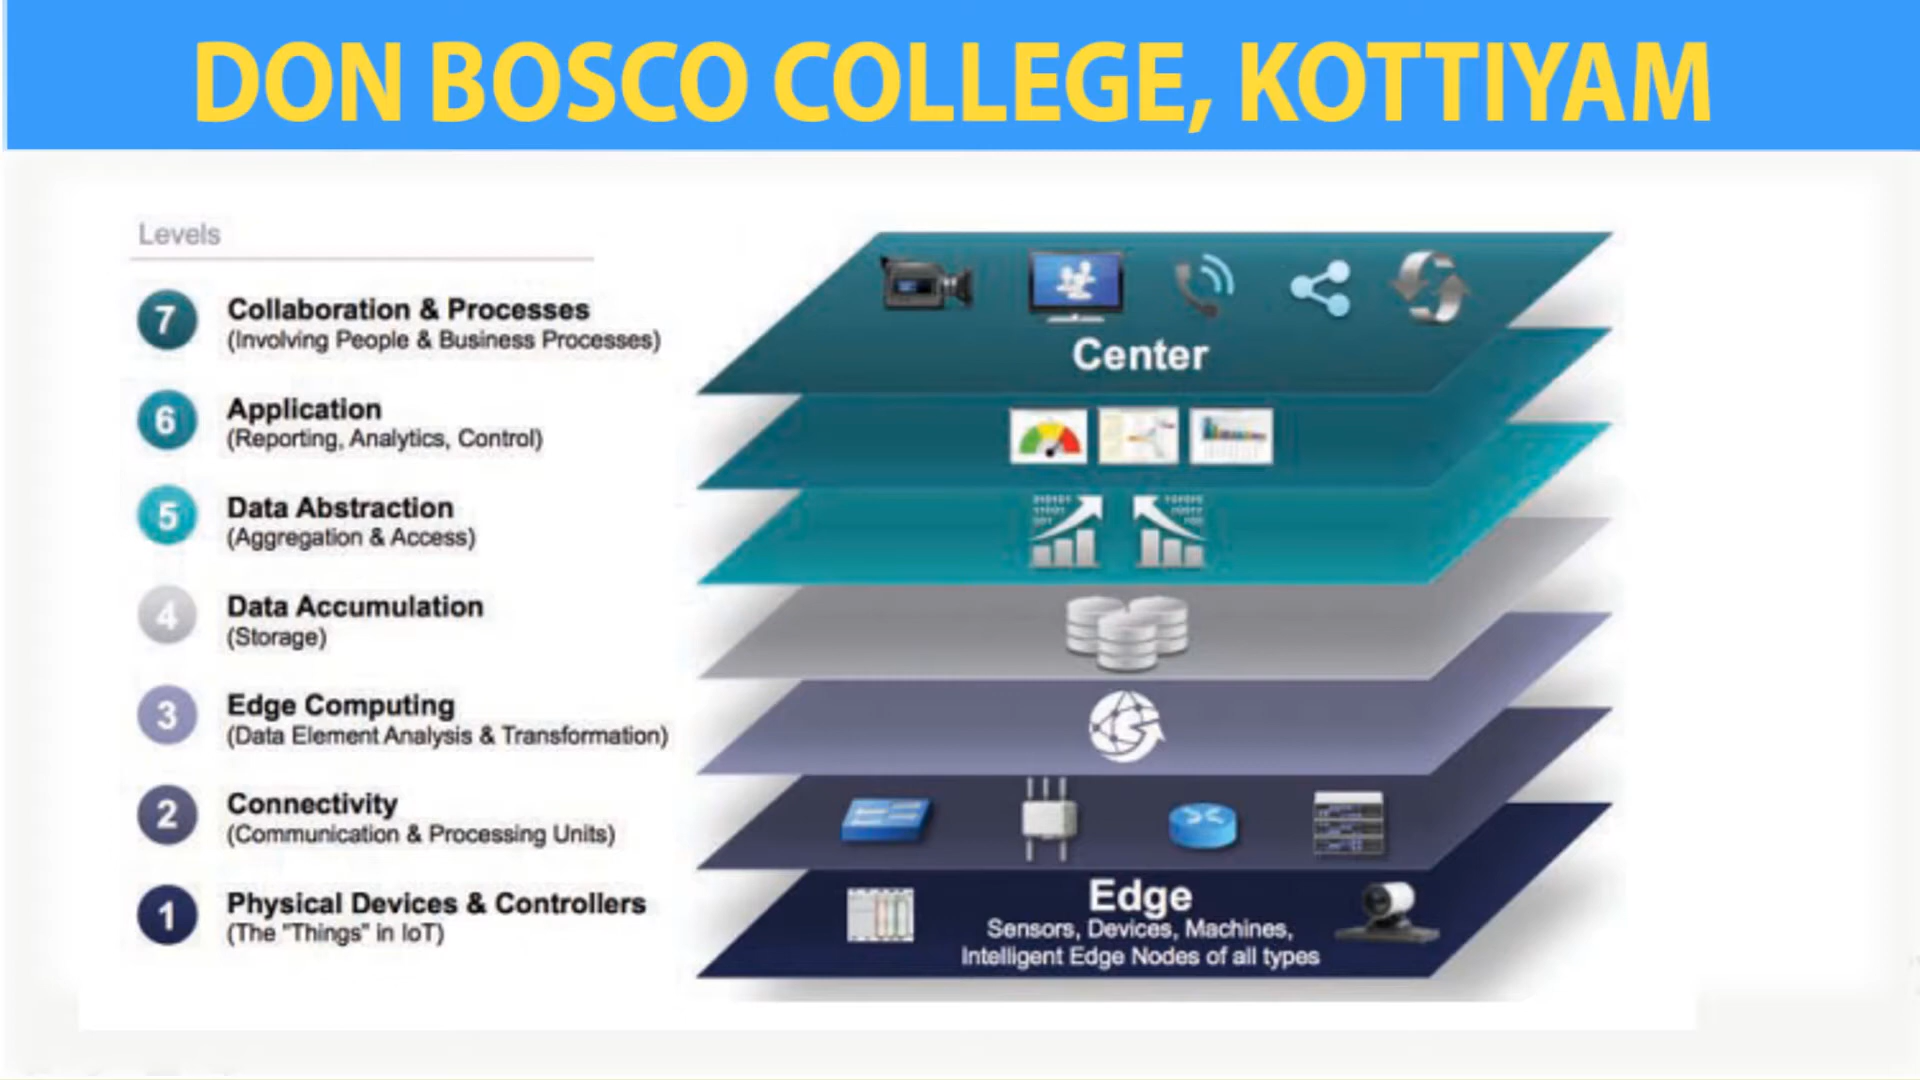 DON BOSCO COLLEGE, KOTTIYAM
Levels
7
Collaboration & Processes
(Involving People & Business Processes)
6
Application
(Reporting, Analytics, Control)
5
Data Abstraction
(Aggregation & Access)
4
Data Accumulation
(Storage)
3
Edge Computing
(Data Element Analysis & Transformation)
2
Connectivity
(Communication & Processing Units)
1
Physical Devices & Controllers
(The "Things" in IoT)
Center
Edge
Sensors, Devices, Machines,
Intelligent Edge Nodes of all types